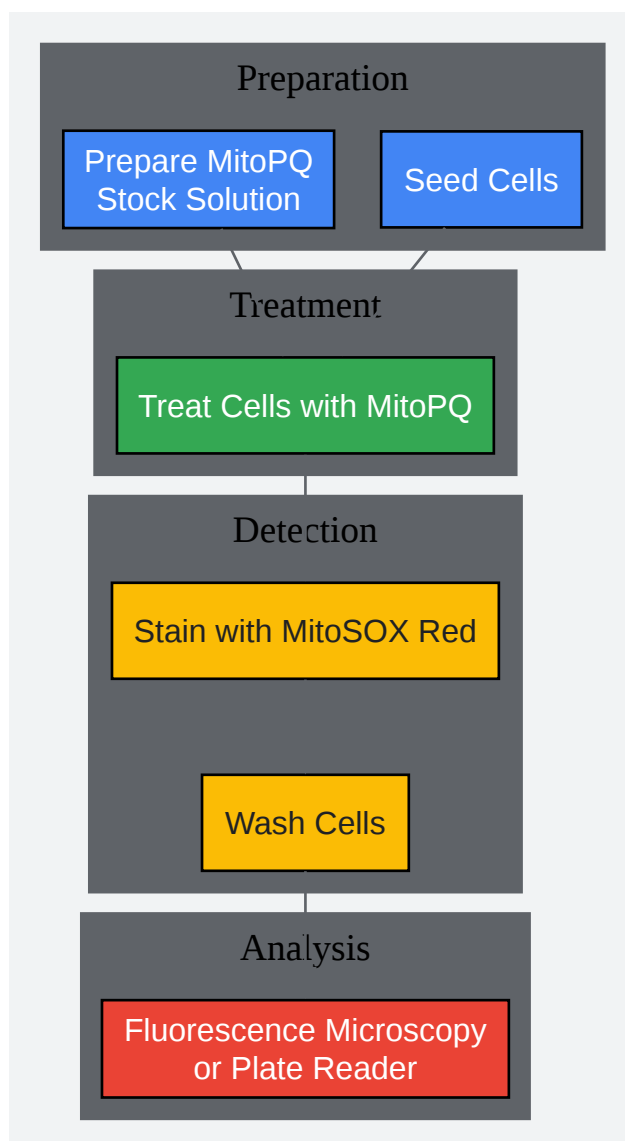 Preparation
Prepare MitoPQ
Stock Solution
Seed Cells
Treatment
Treat Cells with MitoPQ
Detection
Stain with MitoSOX Red
Wash Cells
Analysis
Fluorescence Microscopy
or Plate Reader